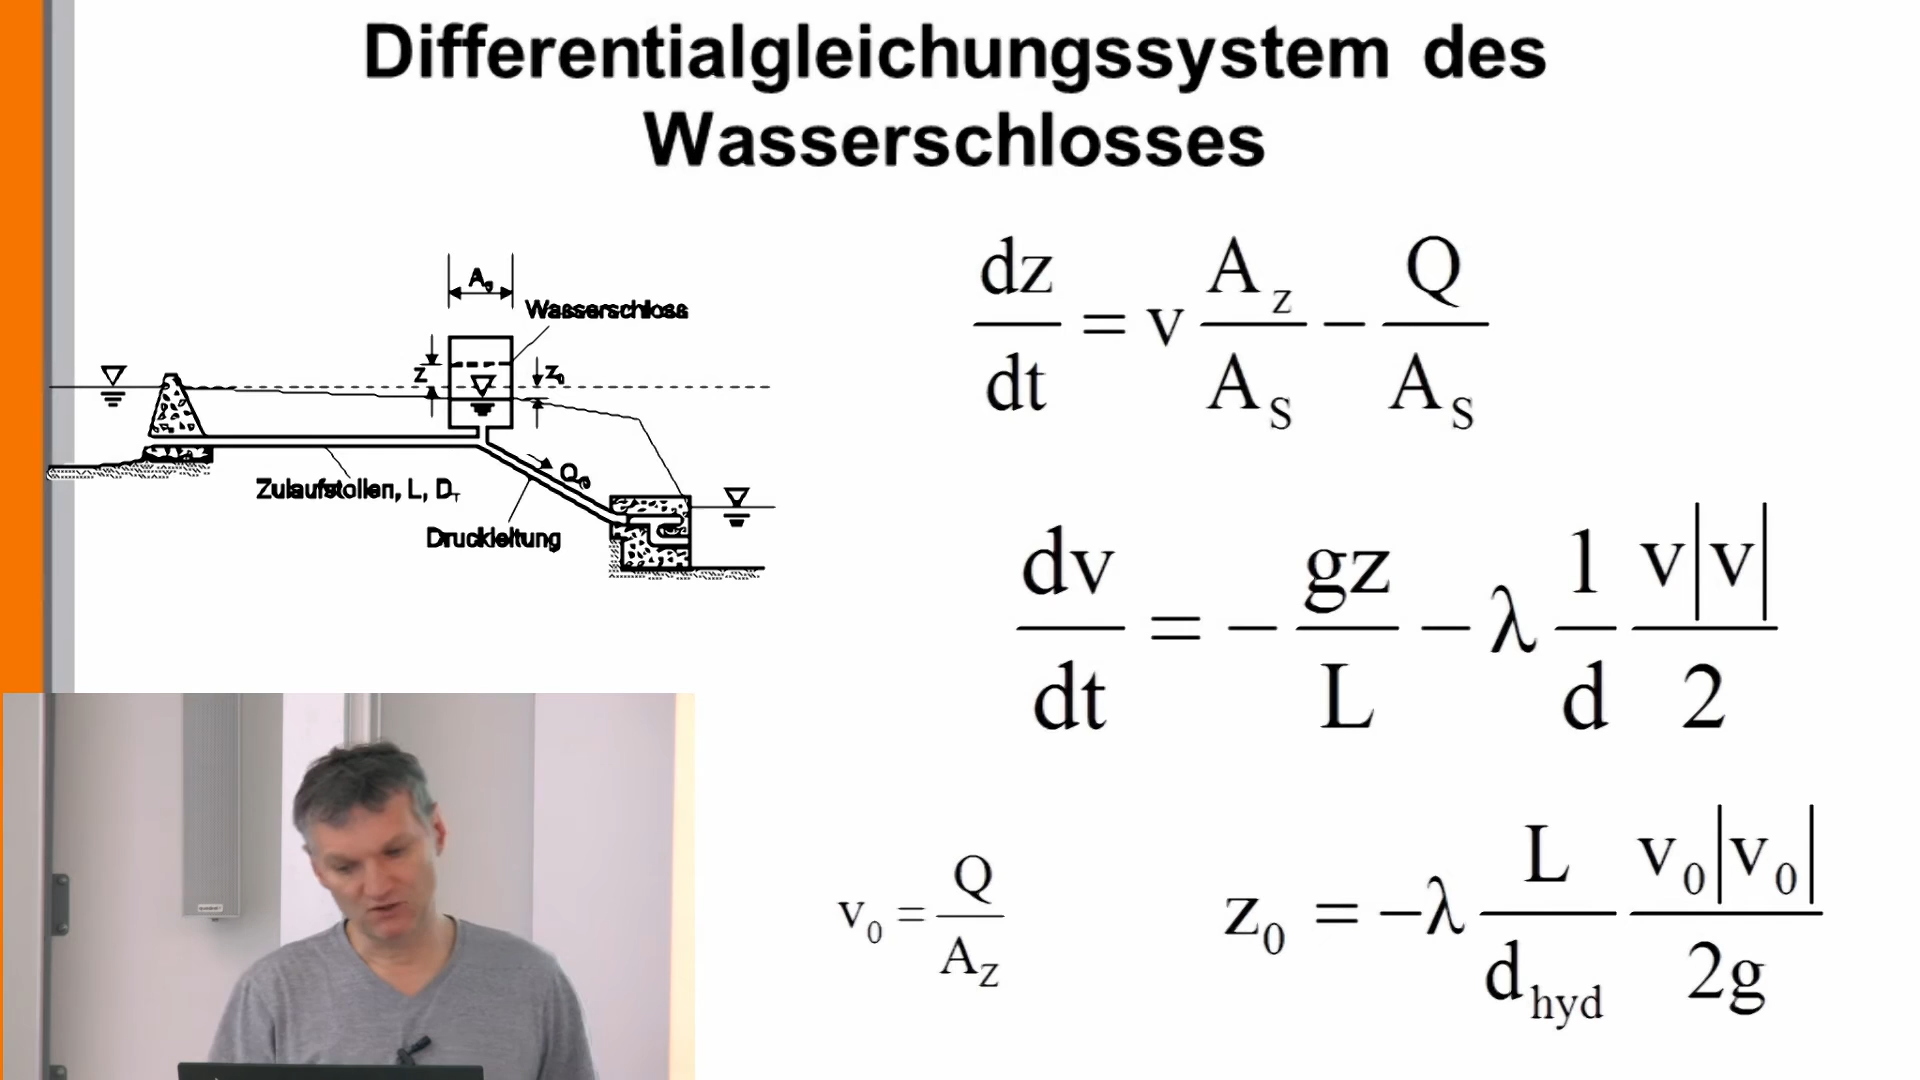 Differentialgleichungssystem des
Wasserschlosses
A_S
Wasserschloss
z
z_0
Zulaufstollen, L, D_T
Q_0
Druckleitung
dz/dt = v A_z/A_S − Q/A_S
dv/dt = − gz/L − λ 1/d v|v|/2
v_0 = Q/A_Z
z_0 = −λ L/d_hyd v_0|v_0|/2g